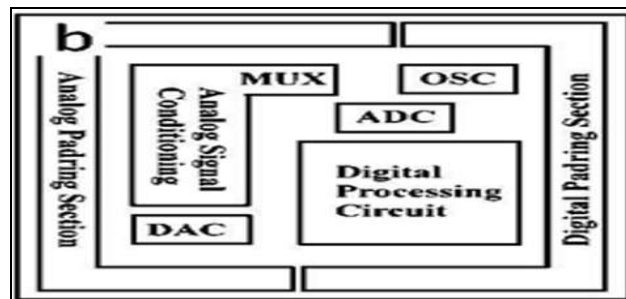 b
Analog Padring Section
Analog Signal
Conditioning
MUX
OSC
ADC
Digital
Processing
Circuit
DAC
Digital Padring Section